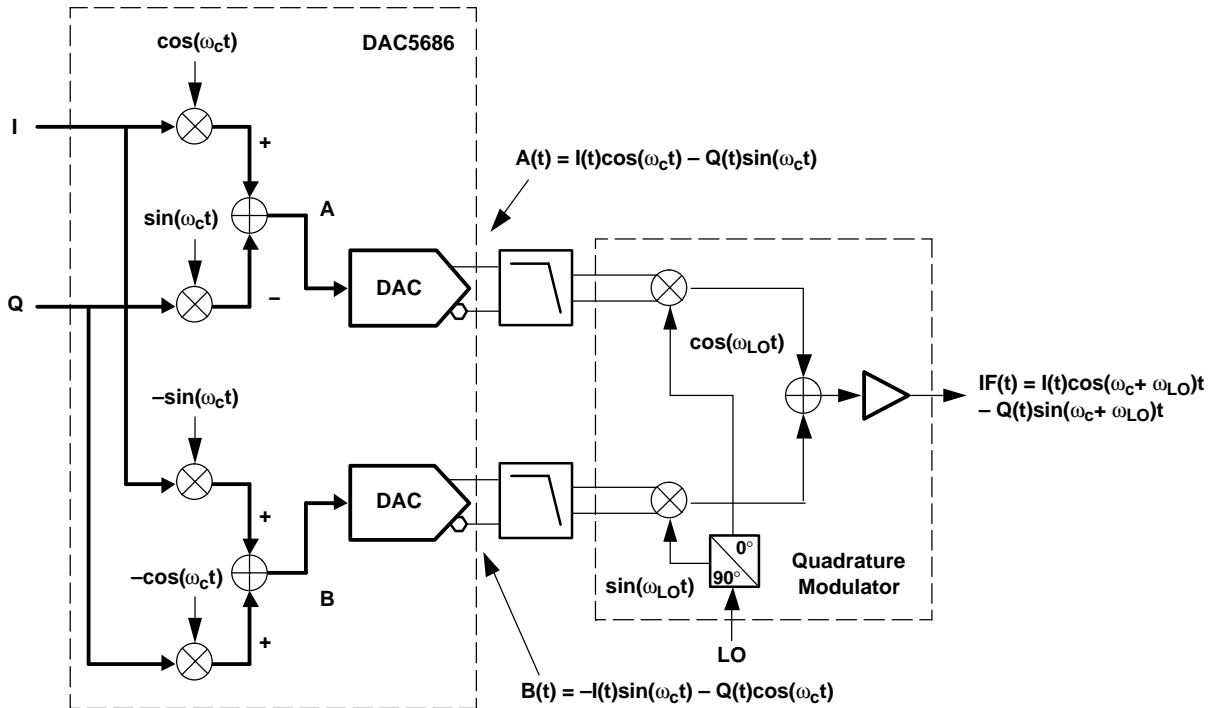 cos(ωct)
DAC5686
I
+
A(t) = I(t)cos(ωct) – Q(t)sin(ωct)
A
sin(ωct)
Q
–
DAC
cos(ωLOt)
IF(t) = I(t)cos(ωc+ ωLO)t
– Q(t)sin(ωc+ ωLO)t
–sin(ωct)
DAC
+
–cos(ωct)
B
+
sin(ωLOt)
0°
90°
Quadrature
Modulator
LO
B(t) = –I(t)sin(ωct) – Q(t)cos(ωct)